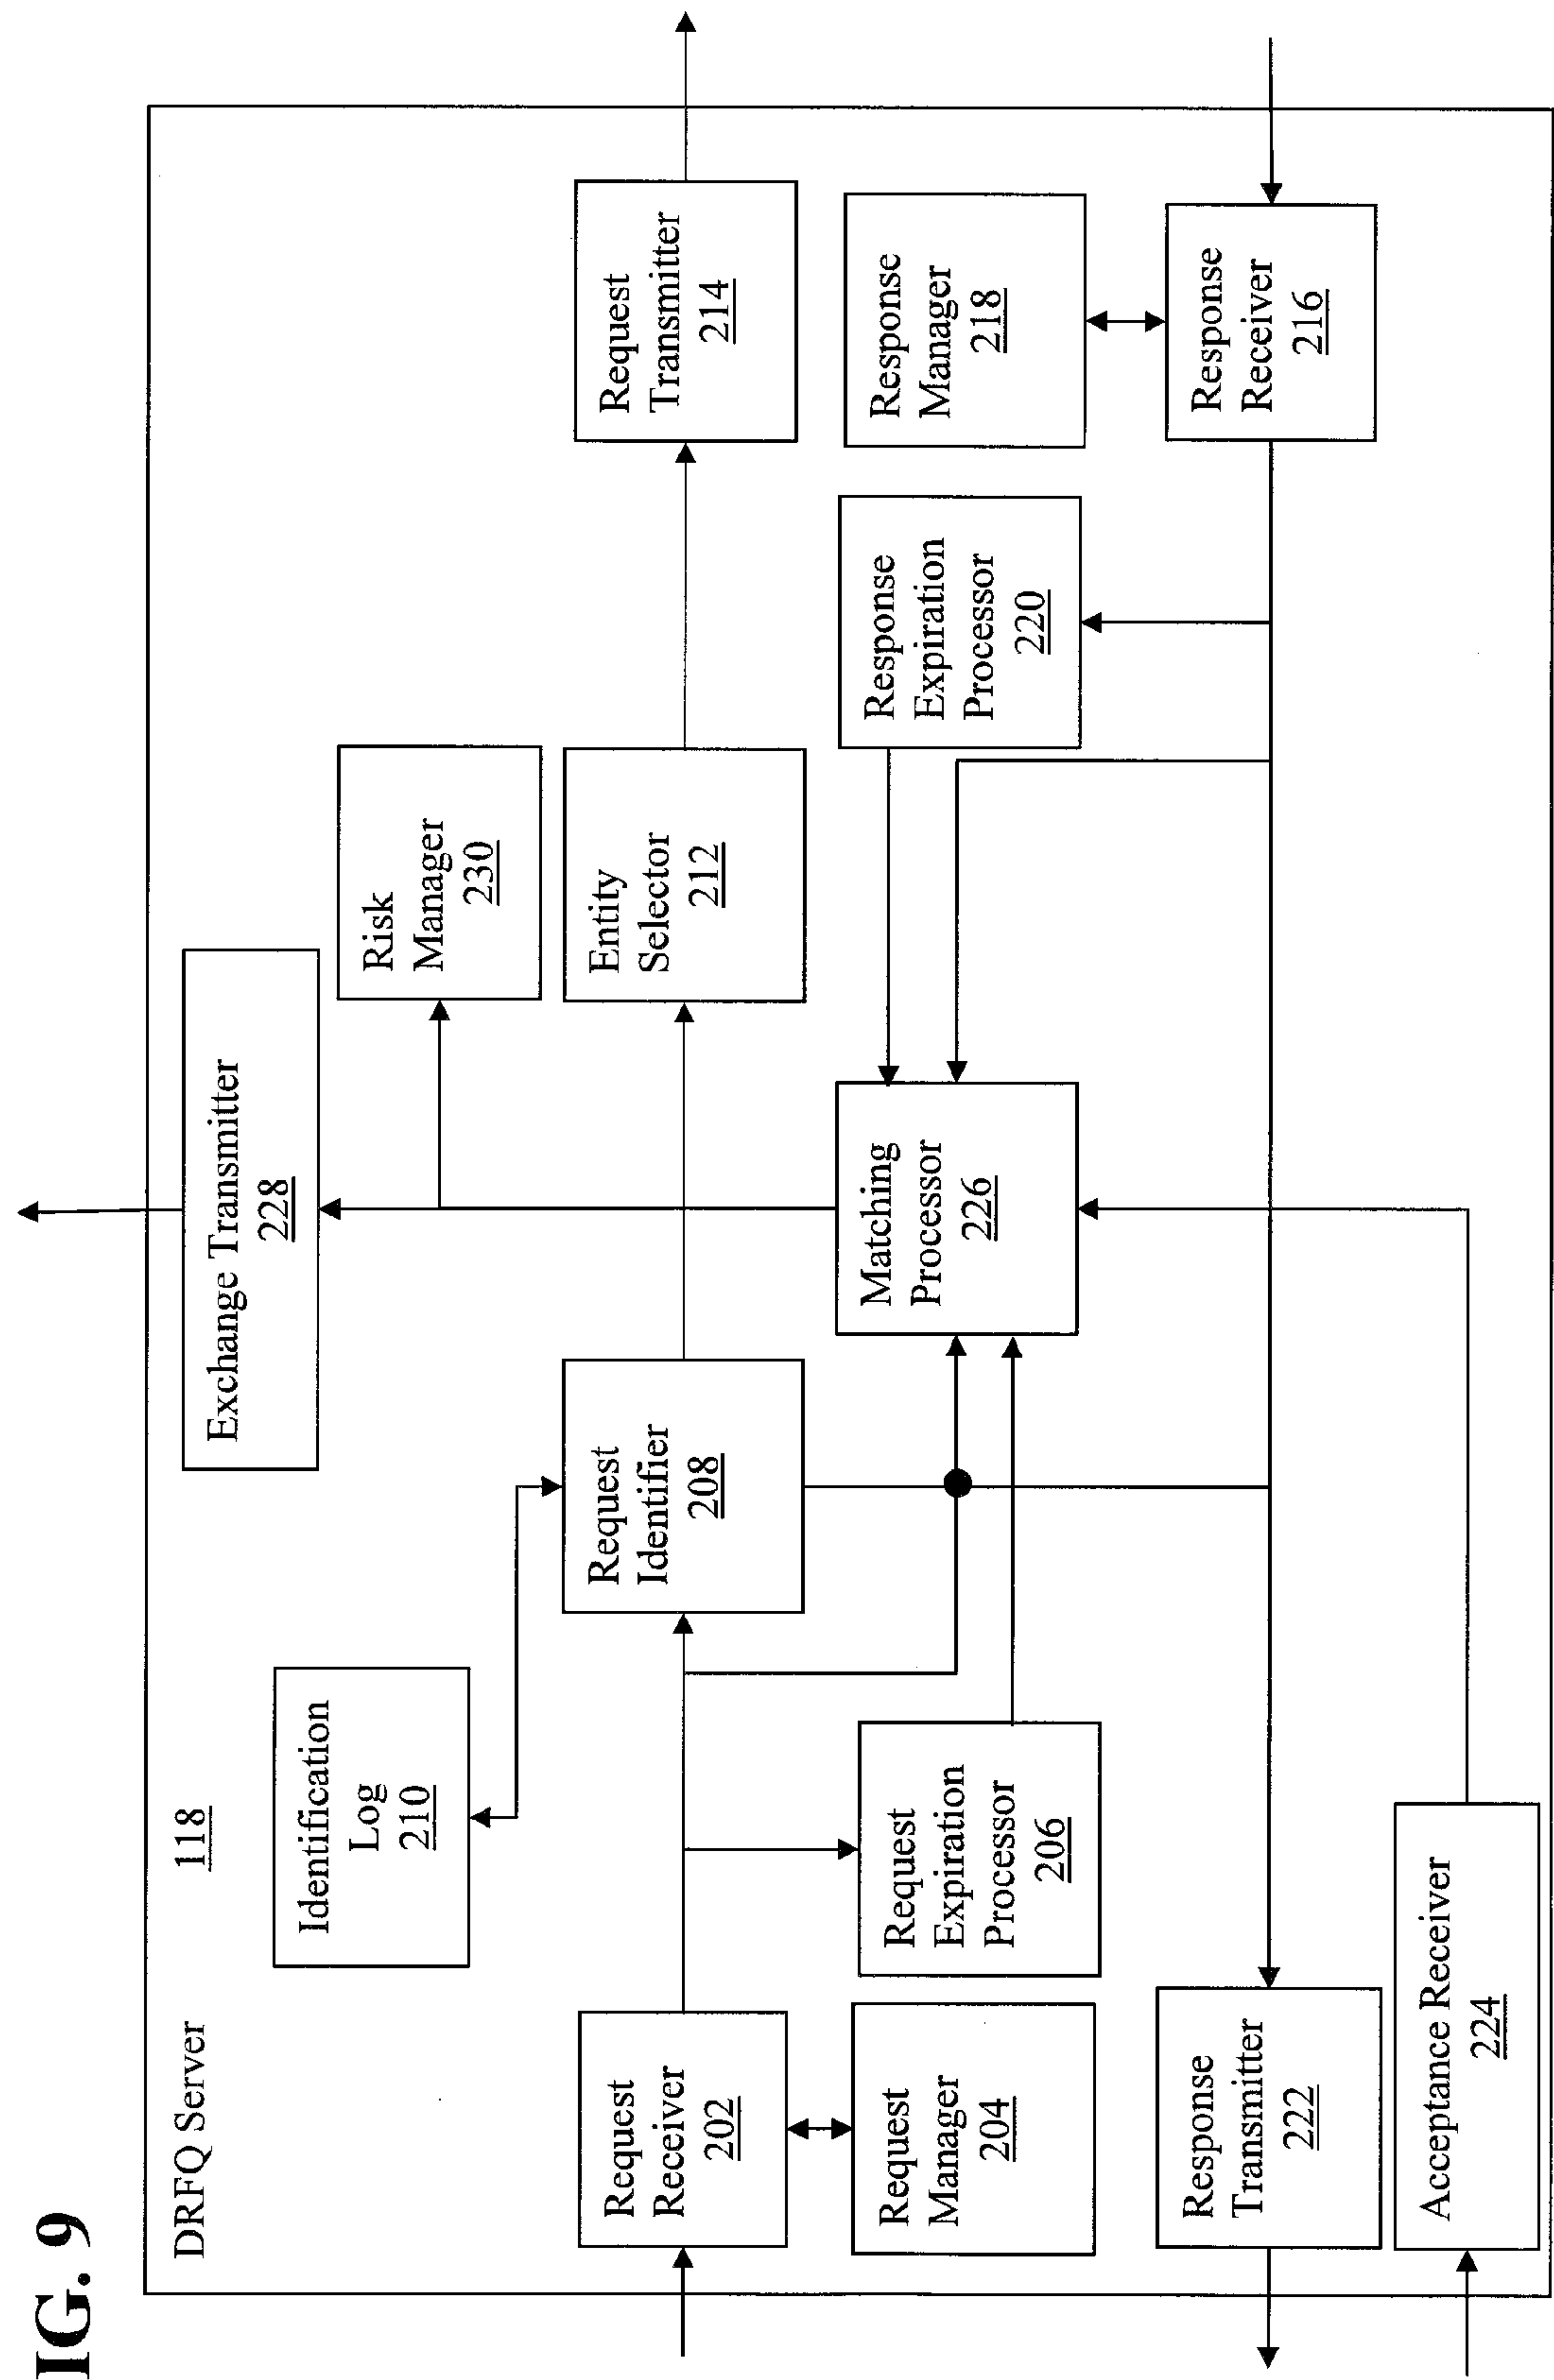 IG. 9
DRFQ Server
118
Exchange Transmitter
228
Identification
Log
210
Risk
Manager
230
Request
Receiver
202
Request
Identifier
208
Entity
Selector
212
Request
Transmitter
214
Request
Manager
204
Request
Expiration
Processor
206
Matching
Processor
226
Response
Expiration
Processor
220
Response
Manager
218
Response
Transmitter
222
Response
Receiver
216
Acceptance Receiver
224